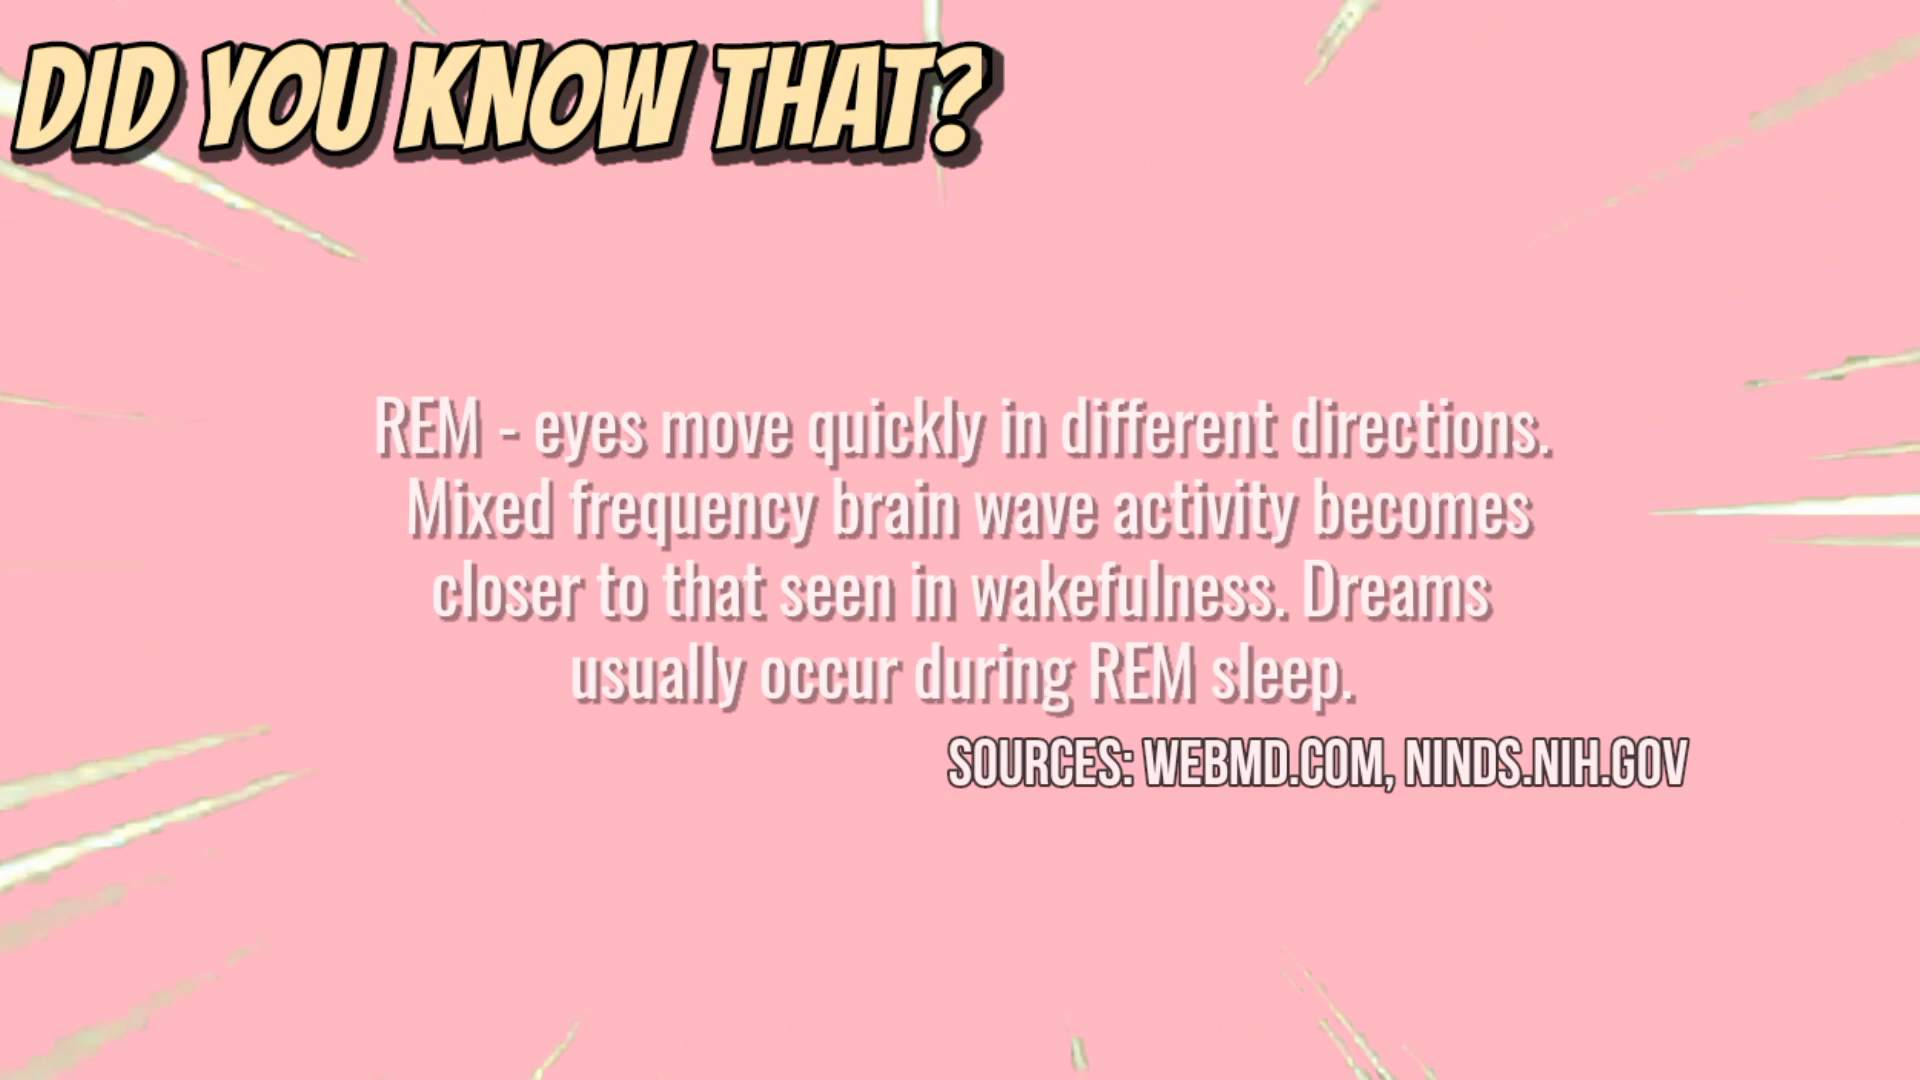 DID YOU KNOW THAT?
REM - eyes move quickly in different directions.
Mixed frequency brain wave activity becomes
closer to that seen in wakefulness. Dreams
usually occur during REM sleep.
SOURCES: WEBMD.COM, NINDS.NIH.GOV